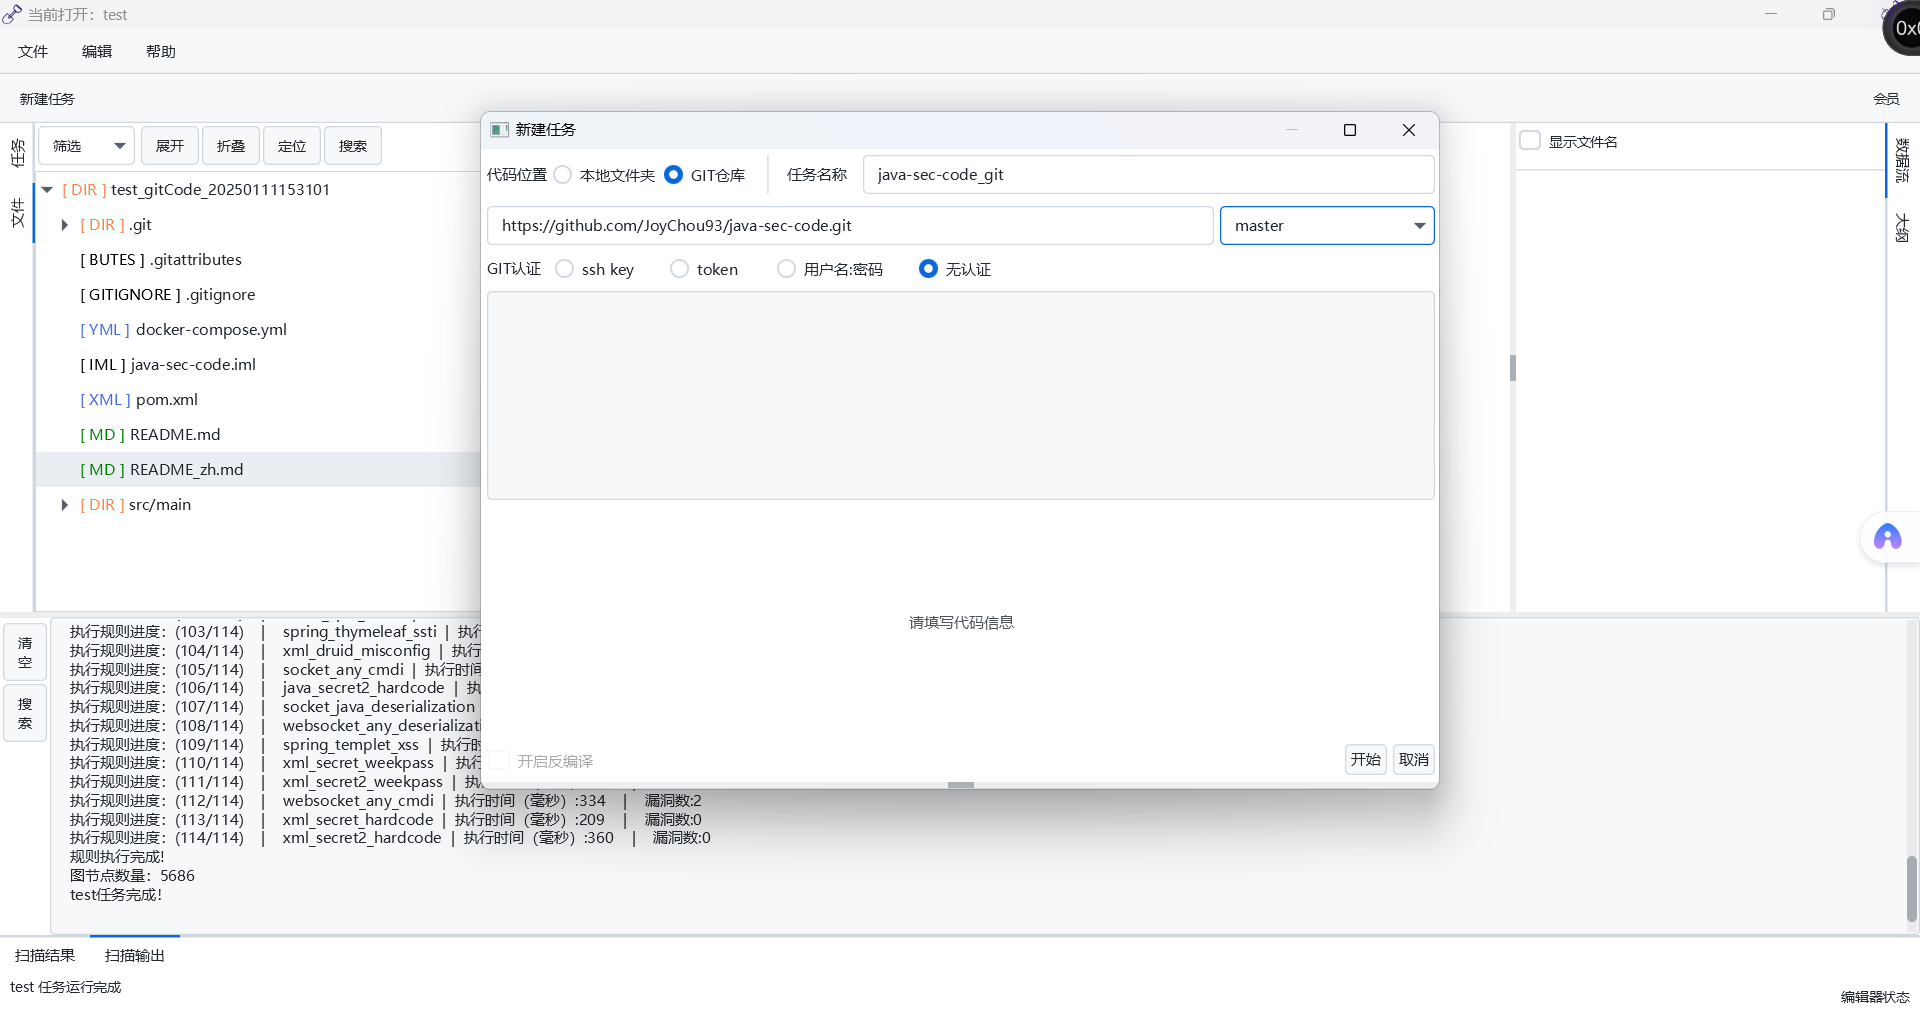 当前打开：test
0x
文件 编辑 帮助
新建任务 会员
任务
文件
筛选 展开 折叠 定位 搜索
[ DIR ] test_gitCode_20250111153101
[ DIR ] .git
[ BUTES ] .gitattributes
[ GITIGNORE ] .gitignore
[ YML ] docker-compose.yml
[ IML ] java-sec-code.iml
[ XML ] pom.xml
[ MD ] README.md
[ MD ] README_zh.md
[ DIR ] src/main
新建任务
代码位置 本地文件夹 GIT仓库 任务名称 java-sec-code_git
https://github.com/JoyChou93/java-sec-code.git master
GIT认证 ssh key token 用户名:密码 无认证
请填写代码信息
开启反编译 开始 取消
显示文件名
数据流
大纲
清空
搜索
执行规则进度：(103/114) | spring_thymeleaf_ssti | 执行
执行规则进度：(104/114) | xml_druid_misconfig | 执行
执行规则进度：(105/114) | socket_any_cmdi | 执行时间
执行规则进度：(106/114) | java_secret2_hardcode | 执
执行规则进度：(107/114) | socket_java_deserialization
执行规则进度：(108/114) | websocket_any_deserializati
执行规则进度：(109/114) | spring_templet_xss | 执行时
执行规则进度：(110/114) | xml_secret_weekpass | 执行
执行规则进度：(111/114) | xml_secret2_weekpass | 执
执行规则进度：(112/114) | websocket_any_cmdi | 执行时间（毫秒）:334 | 漏洞数:2
执行规则进度：(113/114) | xml_secret_hardcode | 执行时间（毫秒）:209 | 漏洞数:0
执行规则进度：(114/114) | xml_secret2_hardcode | 执行时间（毫秒）:360 | 漏洞数:0
规则执行完成!
图节点数量：5686
test任务完成!
扫描结果 扫描输出
test 任务运行完成
编辑器状态